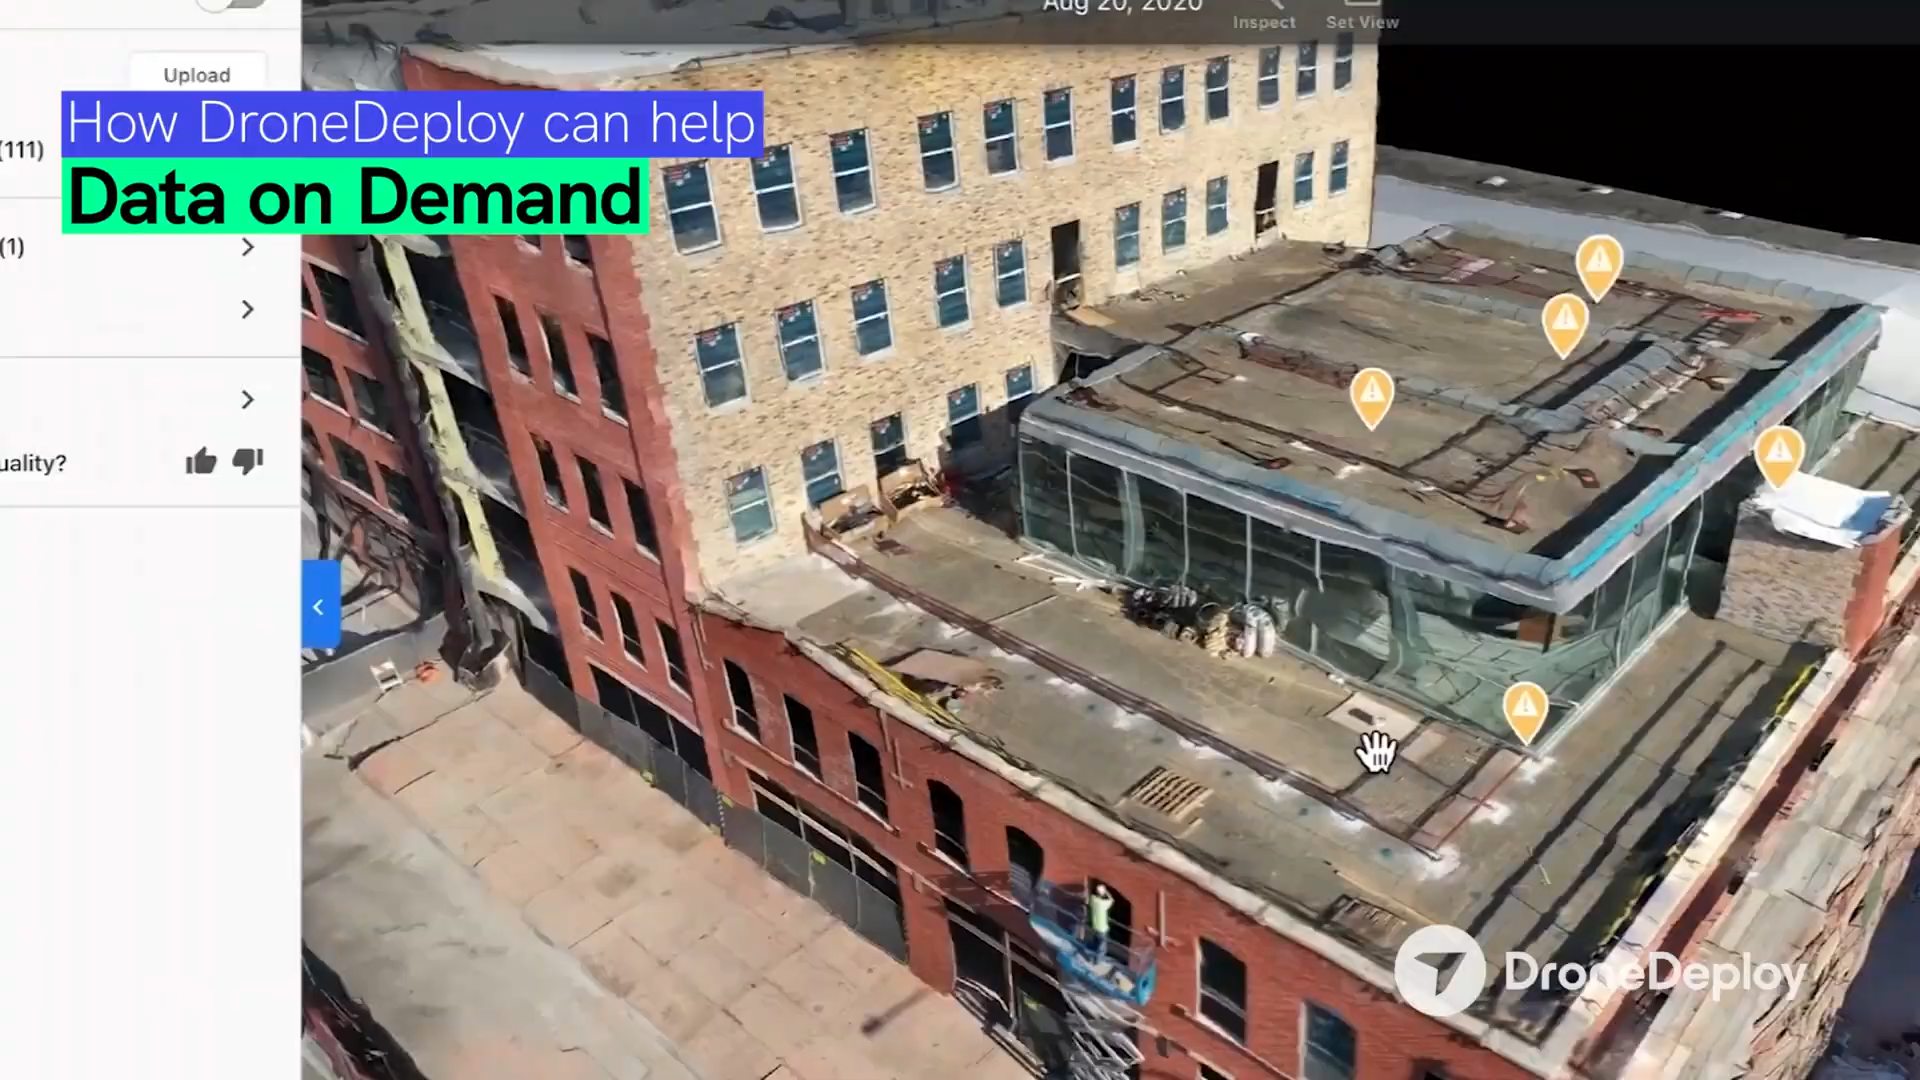 Aug 20, 2020
Inspect
Set View
Upload
How DroneDeploy can help
Data on Demand
(111)
(1)
uality?
DroneDeploy